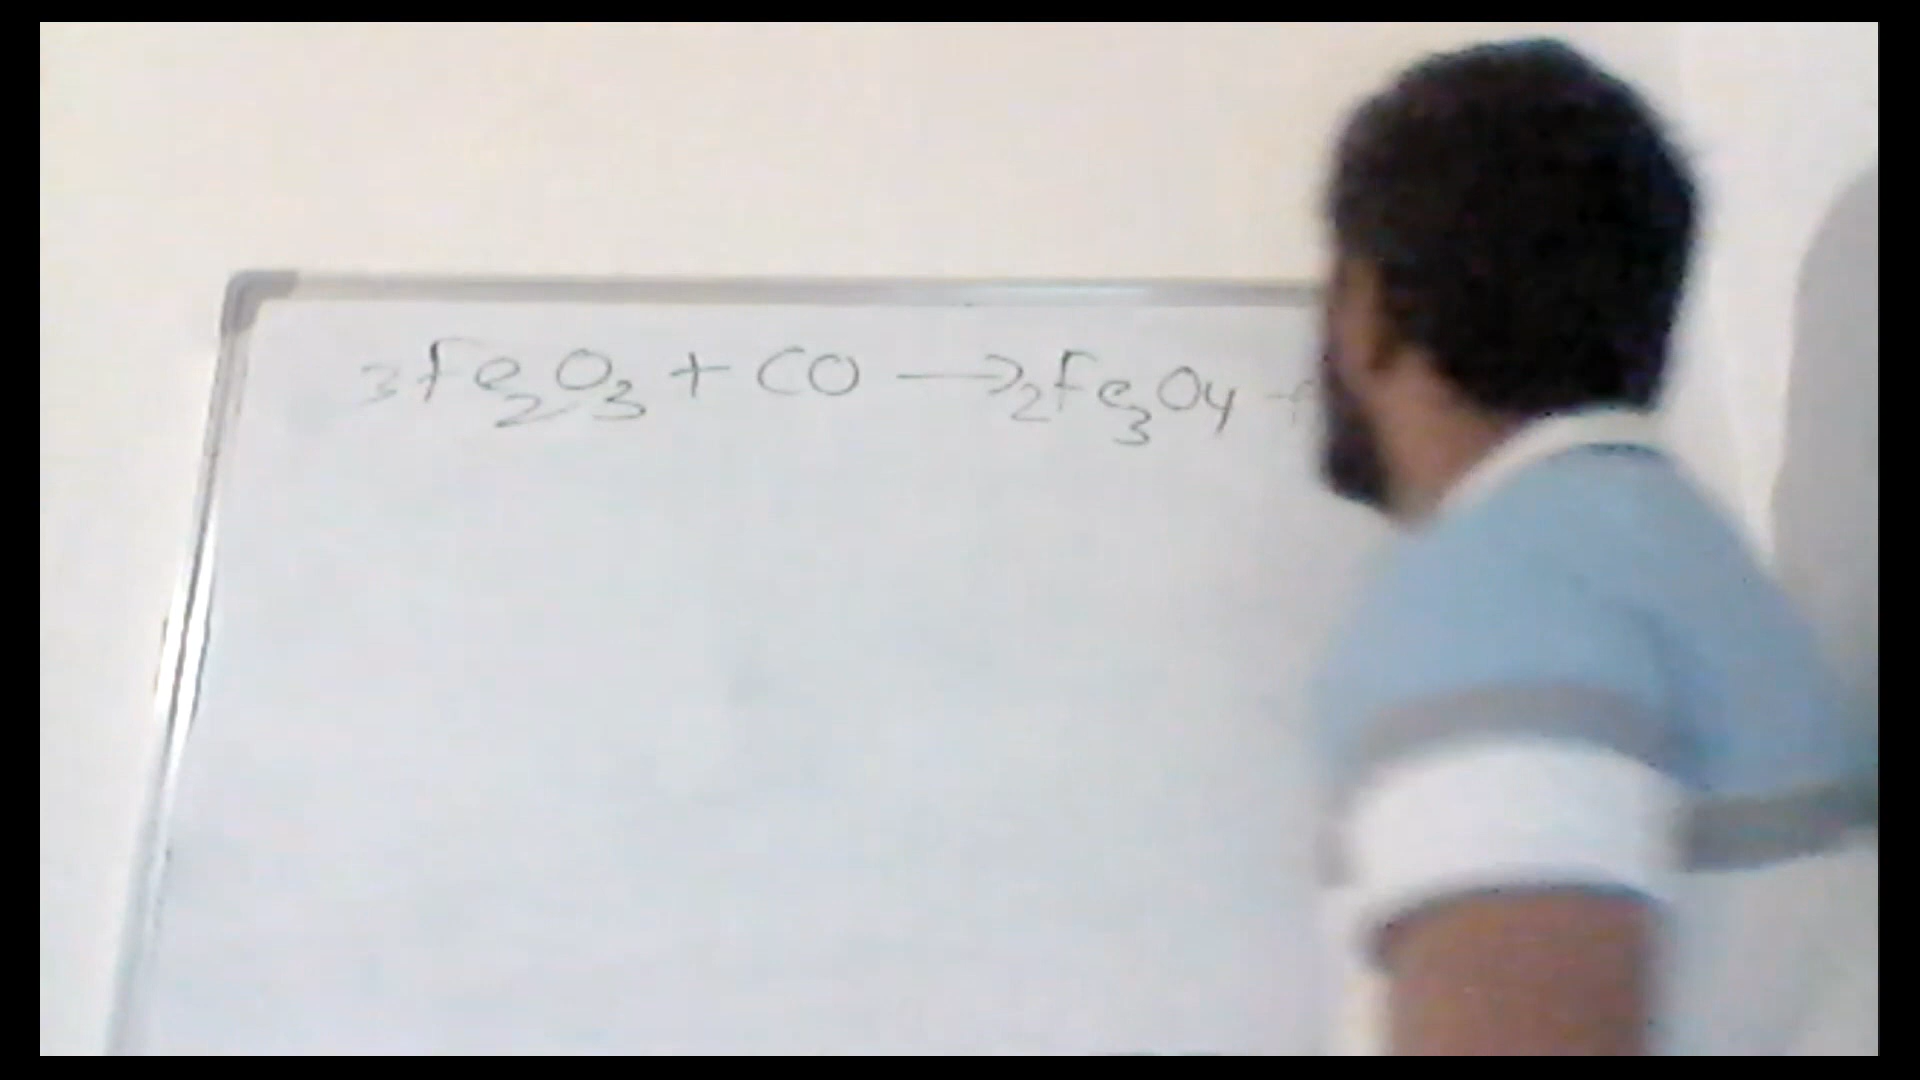 3Fe₂O₃ + CO → 2Fe₃O₄ +